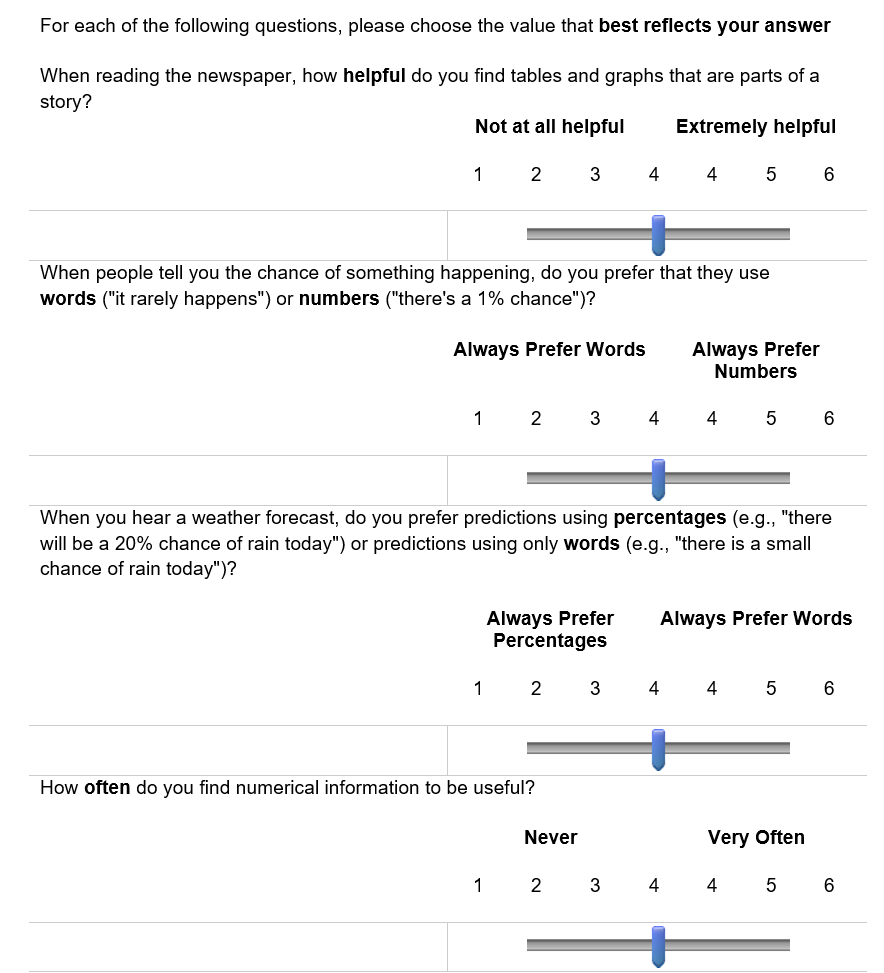 For each of the following questions, please choose the value that best reflects your answer
When reading the newspaper, how helpful do you find tables and graphs that are parts of a
story?
Not at all helpful Extremely helpful
1 2 3 4 4 5 6
When people tell you the chance of something happening, do you prefer that they use
words ("it rarely happens") or numbers ("there's a 1% chance")?
Always Prefer Words Always Prefer
Numbers
1 2 3 4 4 5 6
When you hear a weather forecast, do you prefer predictions using percentages (e.g., "there
will be a 20% chance of rain today") or predictions using only words (e.g., "there is a small
chance of rain today")?
Always Prefer Always Prefer Words
Percentages
1 2 3 4 4 5 6
How often do you find numerical information to be useful?
Never Very Often
1 2 3 4 4 5 6